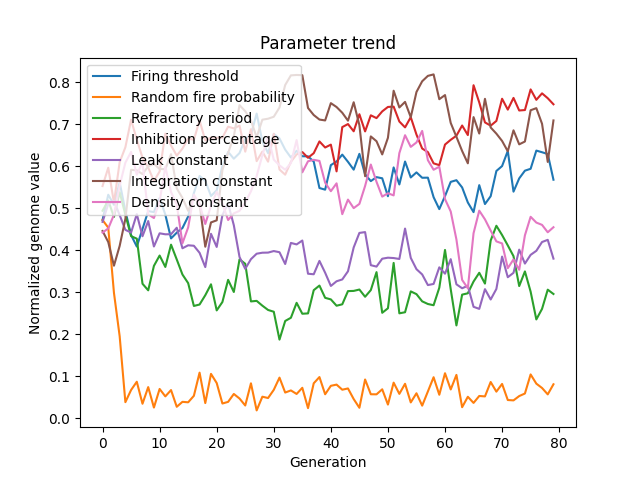 Parameter trend
Firing threshold
Random fire probability
Refractory period
Inhibition percentage
Leak constant
Integration constant
Density constant
Normalized genome value
0.8
0.7
0.6
0.5
0.4
0.3
0.2
0.1
0.0
0 10 20 30 40 50 60 70 80
Generation